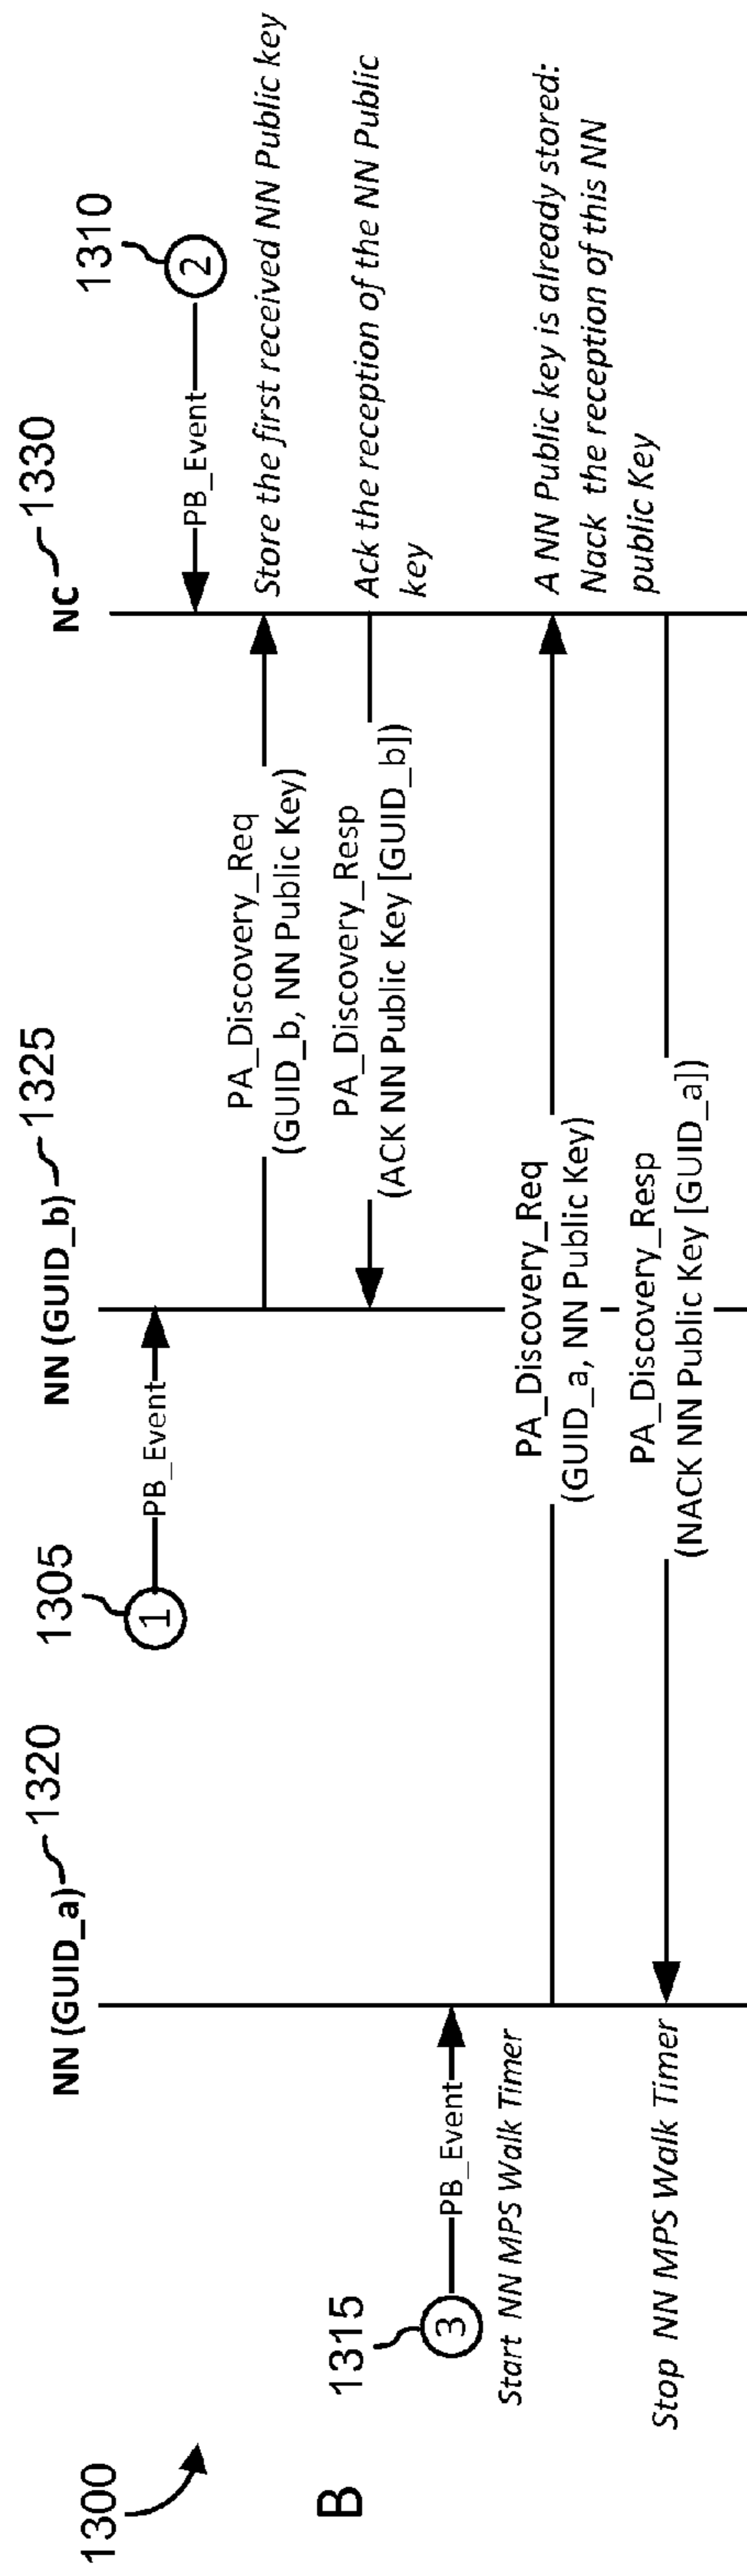 1300
B
NN (GUID_a) 1320
NN (GUID_b) 1325
NC 1330
1305
1
PB_Event
1310
2
PB_Event
PA_Discovery_Req
(GUID_b, NN Public Key)
Store the first received NN Public key
PA_Discovery_Resp
(ACK NN Public Key [GUID_b])
Ack the reception of the NN Public
key
1315
3
PB_Event
Start NN MPS Walk Timer
PA_Discovery_Req
(GUID_a, NN Public Key)
A NN Public key is already stored:
Nack the reception of this NN
public Key
PA_Discovery_Resp
(NACK NN Public Key [GUID_a])
Stop NN MPS Walk Timer